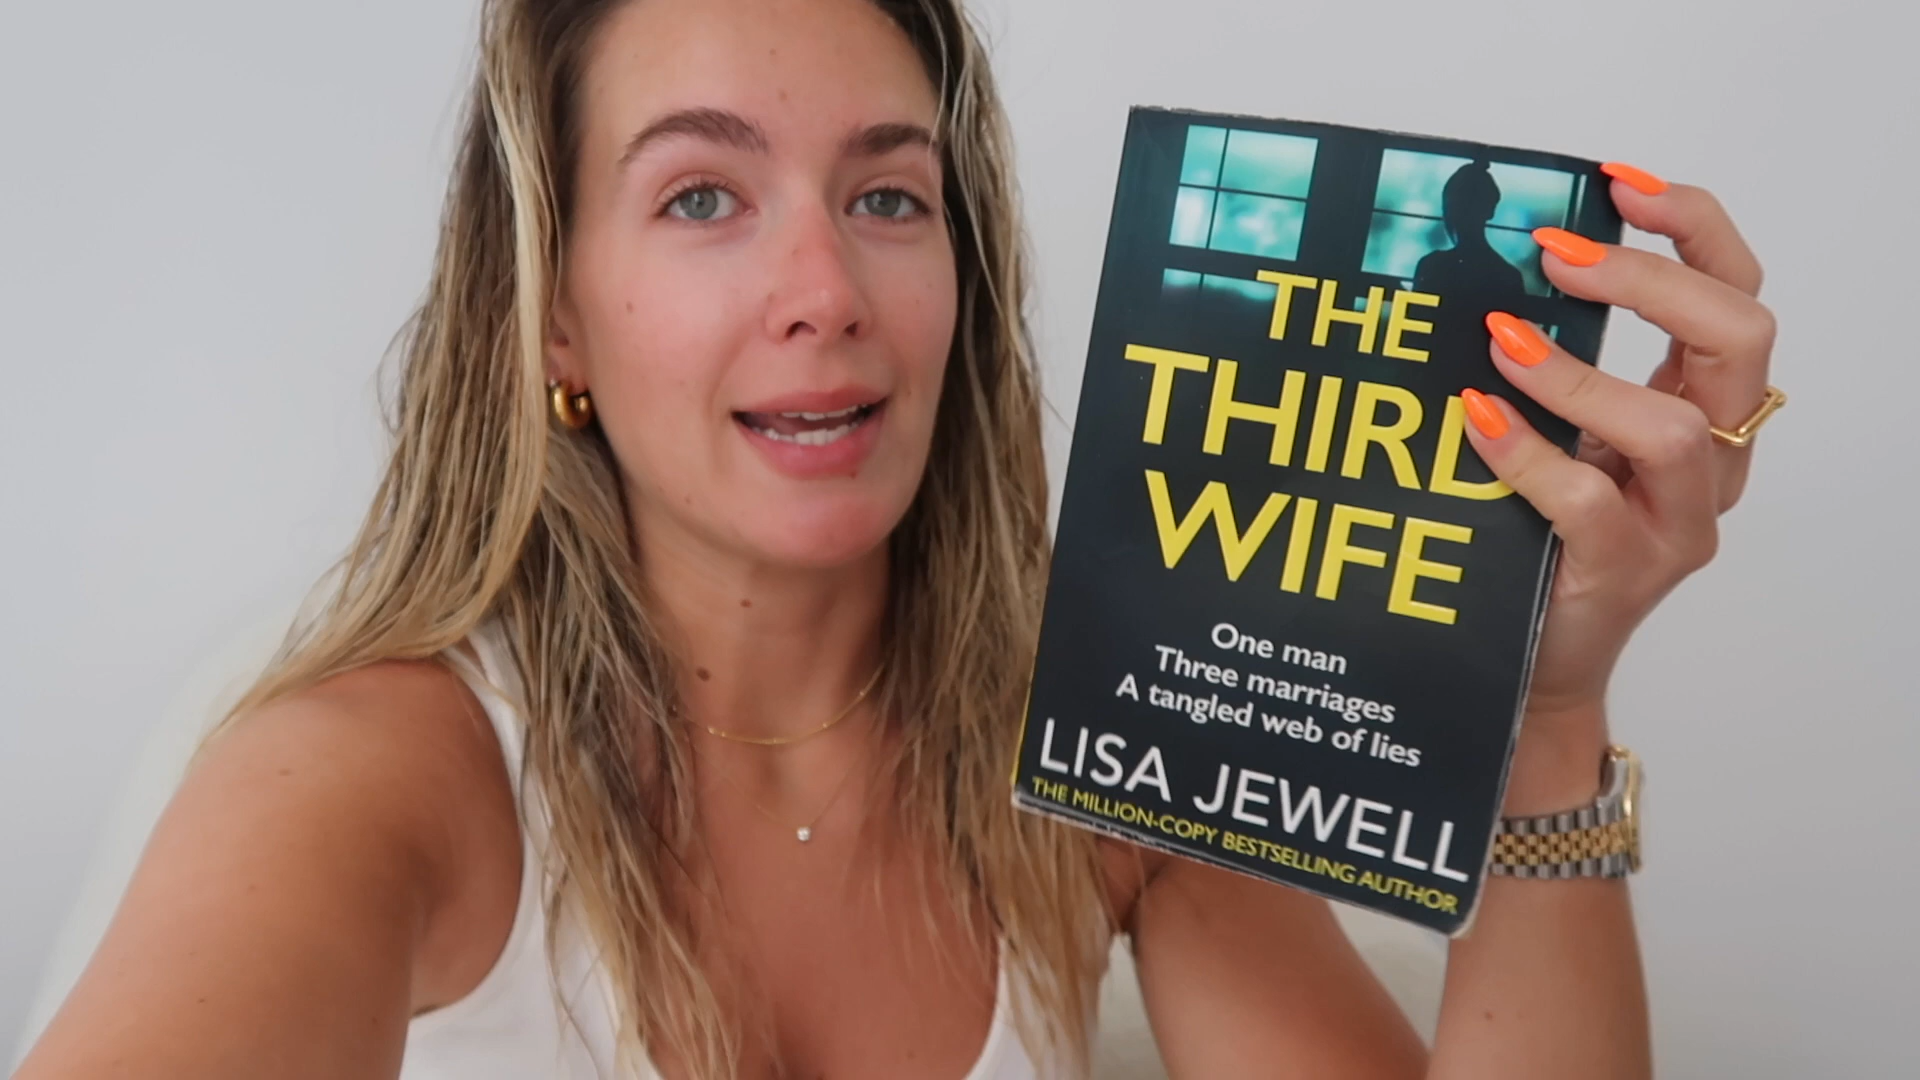 THE
THIRD
WIFE
One man
Three marriages
A tangled web of lies
LISA JEWELL
THE MILLION-COPY BESTSELLING AUTHOR